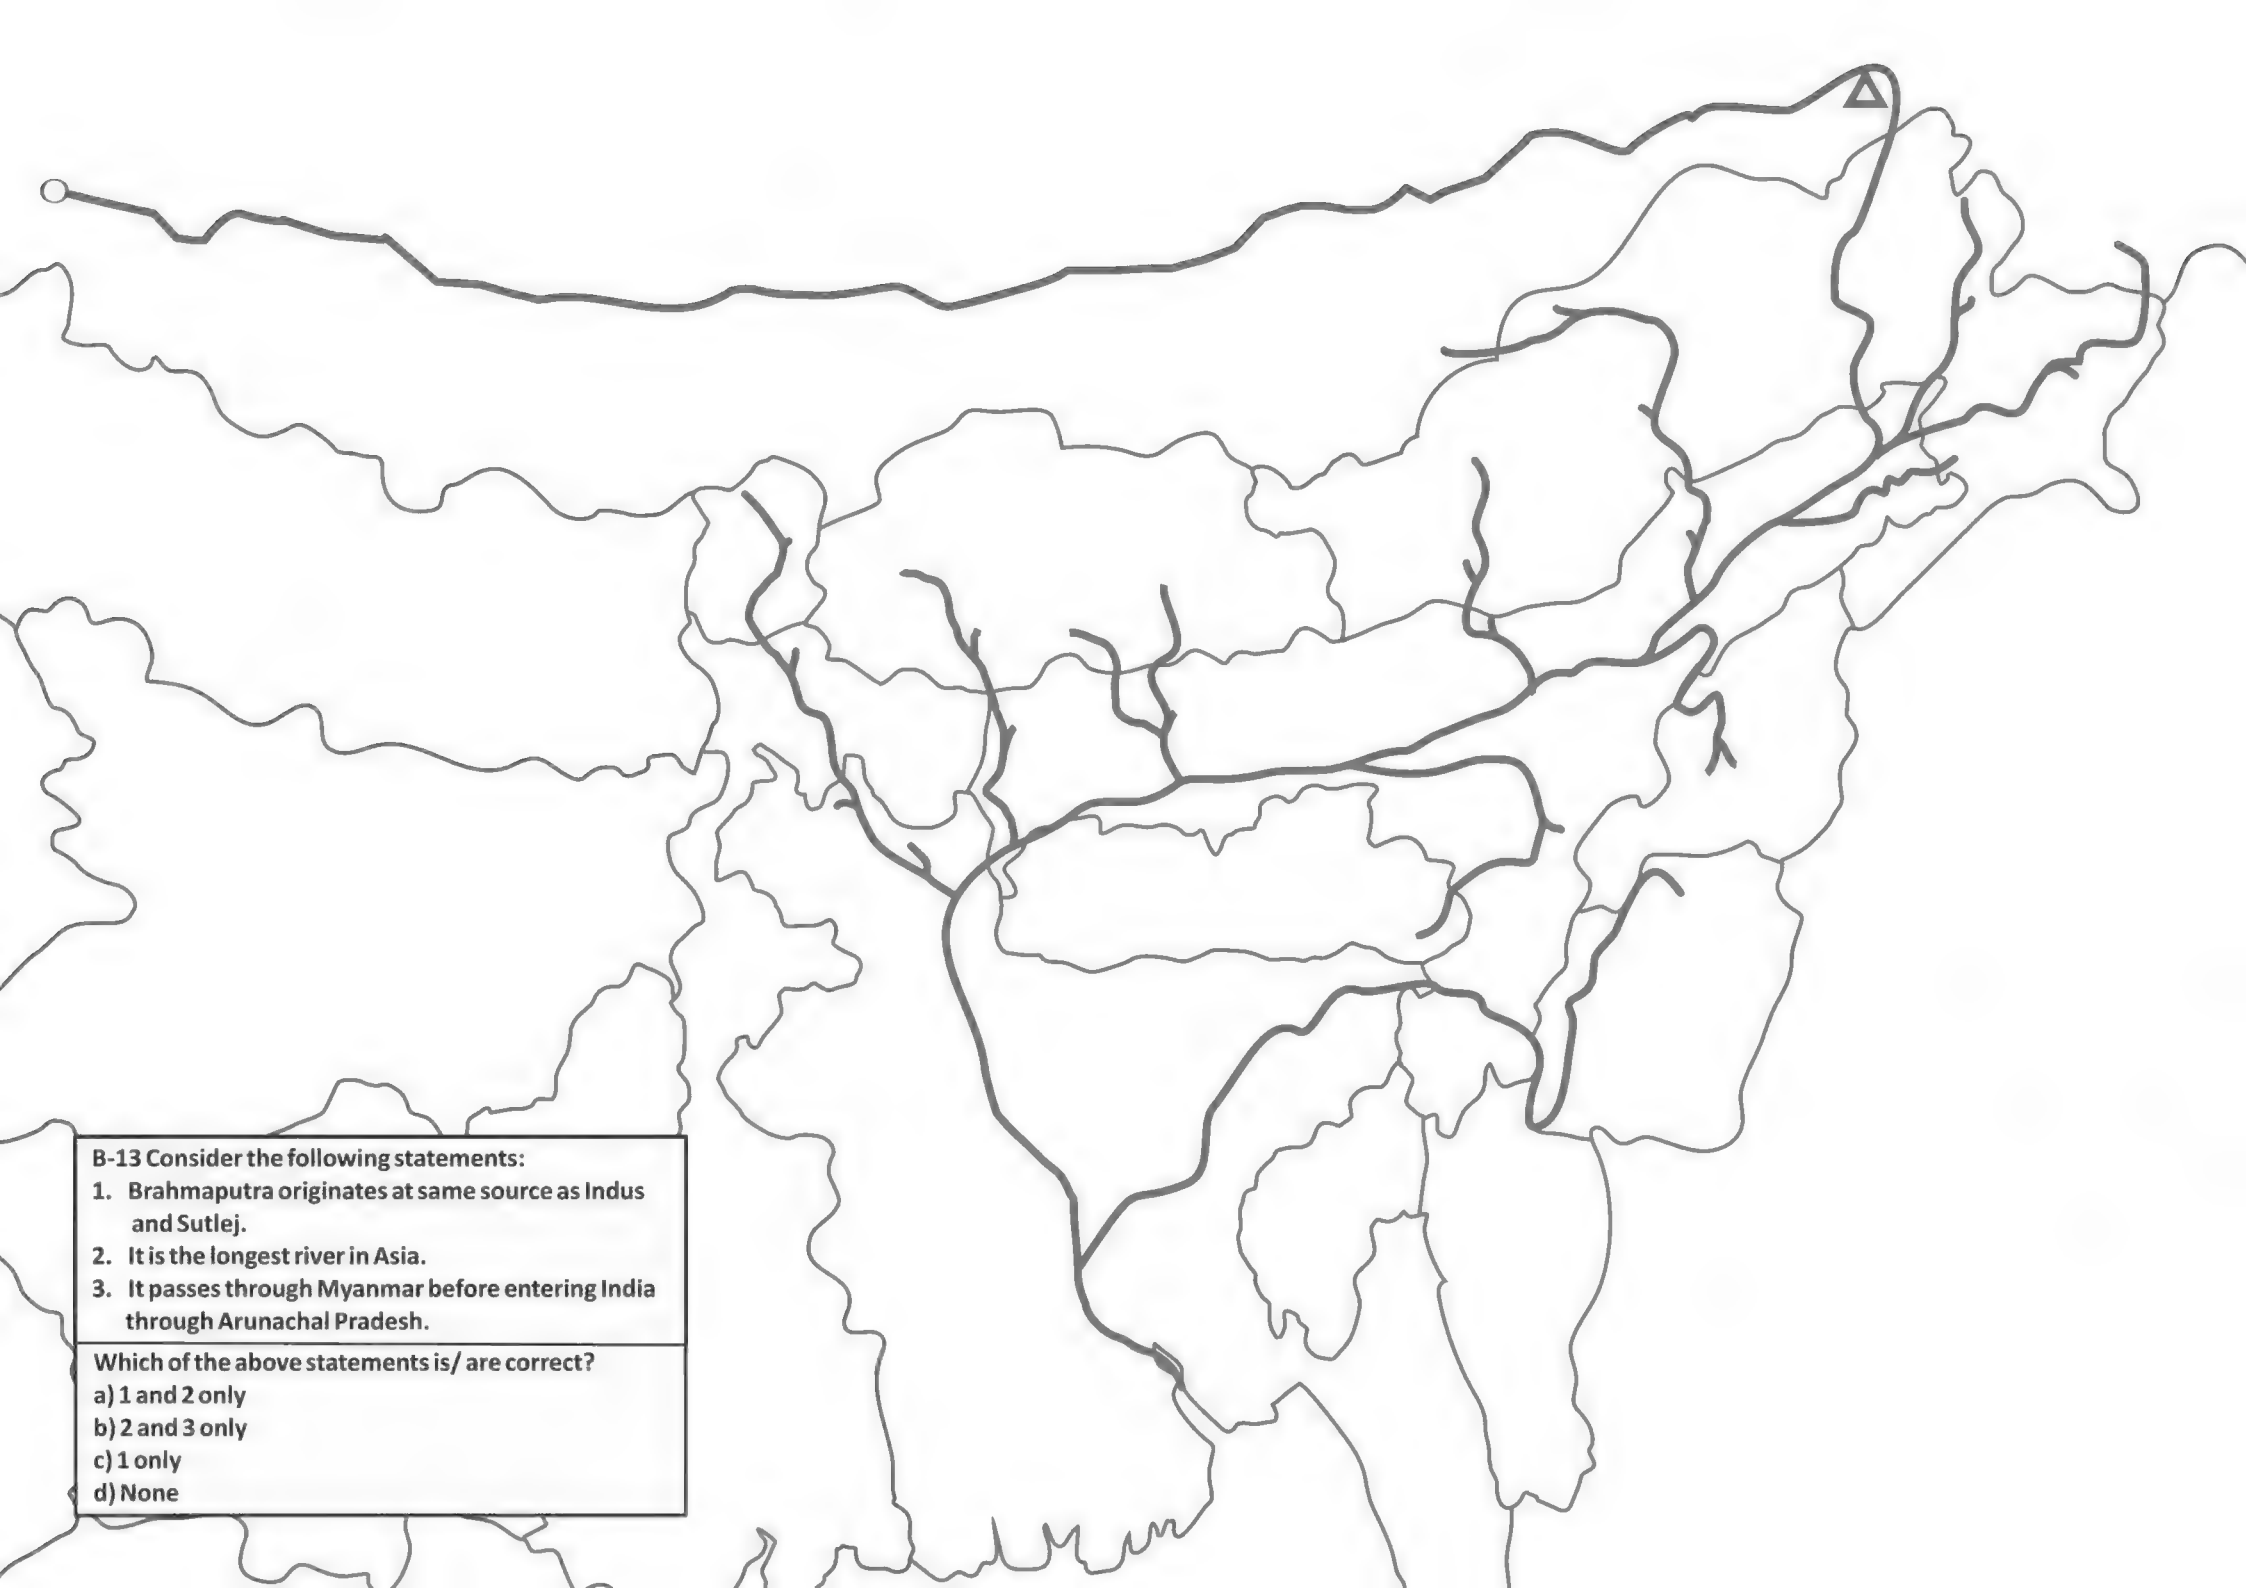 B-13 Consider the following statements:
1. Brahmaputra originates at same source as Indus
and Sutlej.
2. It is the longest river in Asia.
3. It passes through Myanmar before entering India
through Arunachal Pradesh.
Which of the above statements is/ are correct?
a) 1 and 2 only
b) 2 and 3 only
c) 1 only
d) None